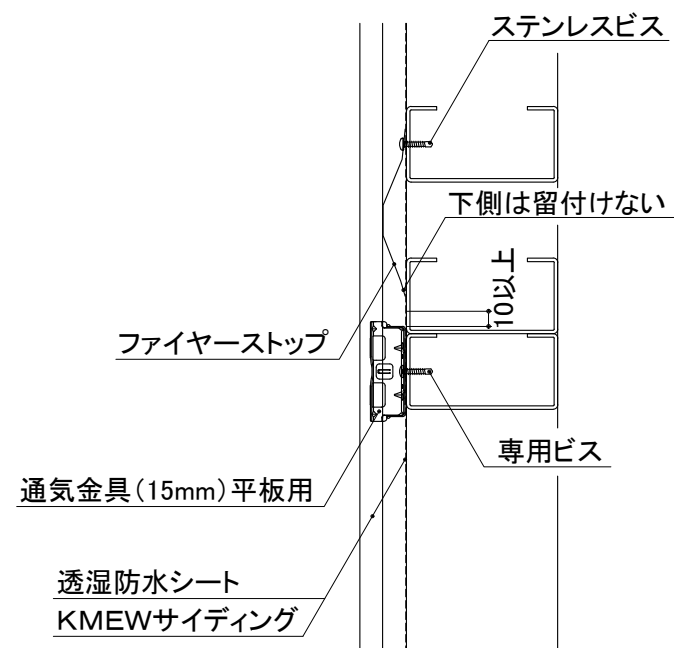 ステンレスビス
下側は留付けない
10以上
ファイヤーストップ
専用ビス
通気金具(15mm)平板用
透湿防水シート
KMEWサイディング